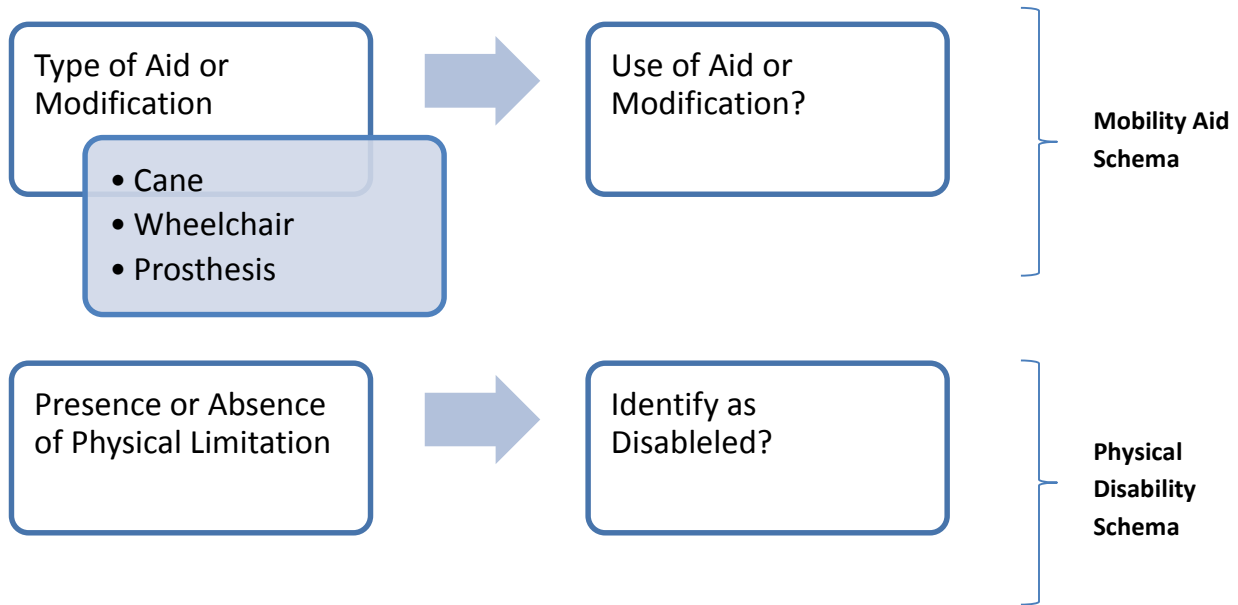 Type of Aid or
Modification
• Cane
• Wheelchair
• Prosthesis
Use of Aid or
Modification?
Mobility Aid
Schema
Presence or Absence
of Physical Limitation
Identify as
Disableled?
Physical
Disability
Schema